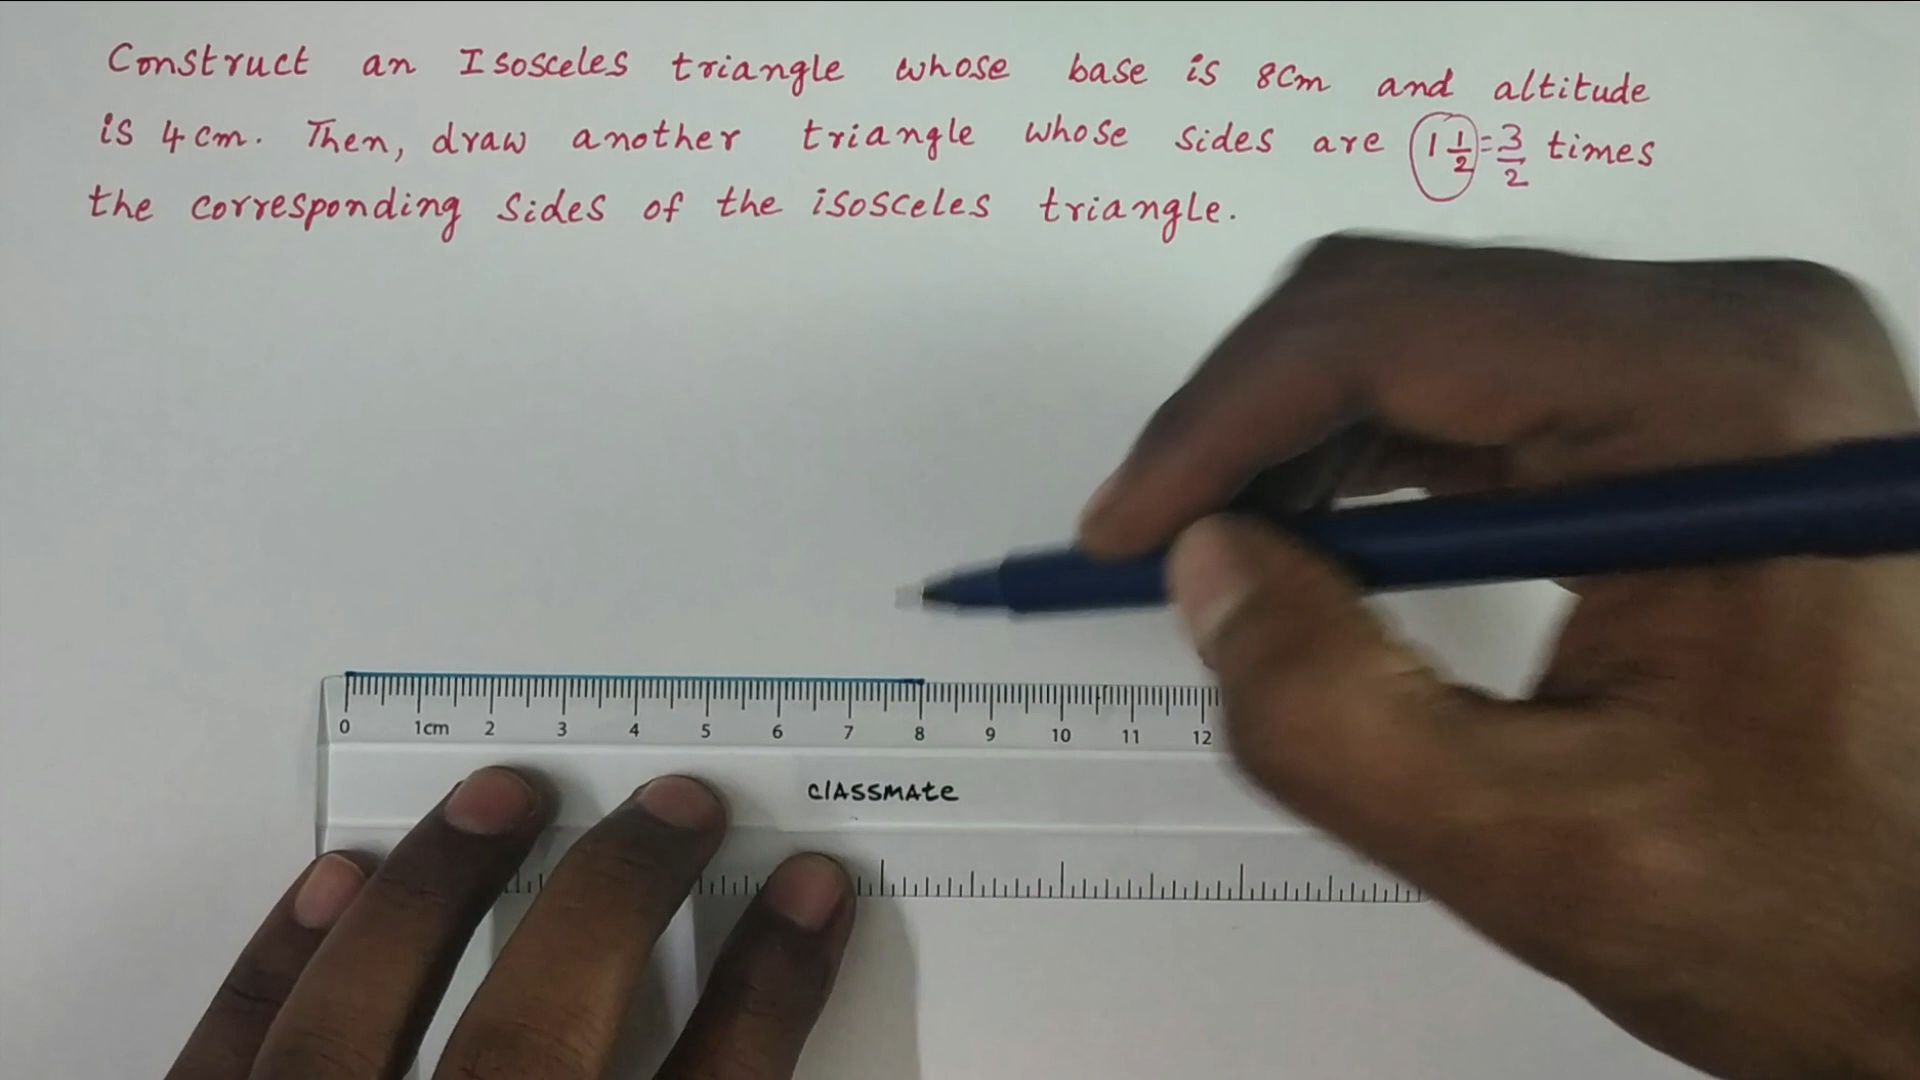 Construct an Isosceles triangle whose base is 8cm and altitude
is 4 cm. Then, draw another triangle whose sides are 1 1/2 = 3/2 times
the corresponding sides of the isosceles triangle.
0 1cm 2 3 4 5 6 7 8 9 10 11 12
classmate